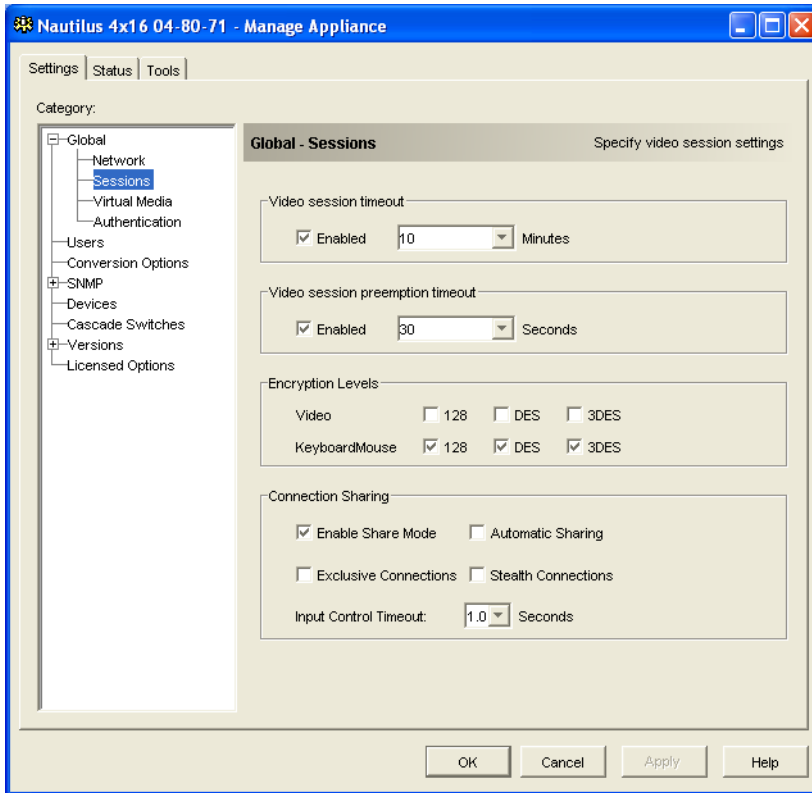 Nautilus 4x16 04-80-71 - Manage Appliance
Settings Status Tools
Category:
Global
Network
Sessions
Virtual Media
Authentication
Users
Conversion Options
SNMP
Devices
Cascade Switches
Versions
Licensed Options
Global - Sessions Specify video session settings
Video session timeout
Enabled 10 Minutes
Video session preemption timeout
Enabled 30 Seconds
Encryption Levels
Video 128 DES 3DES
KeyboardMouse 128 DES 3DES
Connection Sharing
Enable Share Mode Automatic Sharing
Exclusive Connections Stealth Connections
Input Control Timeout: 1.0 Seconds
OK Cancel Apply Help